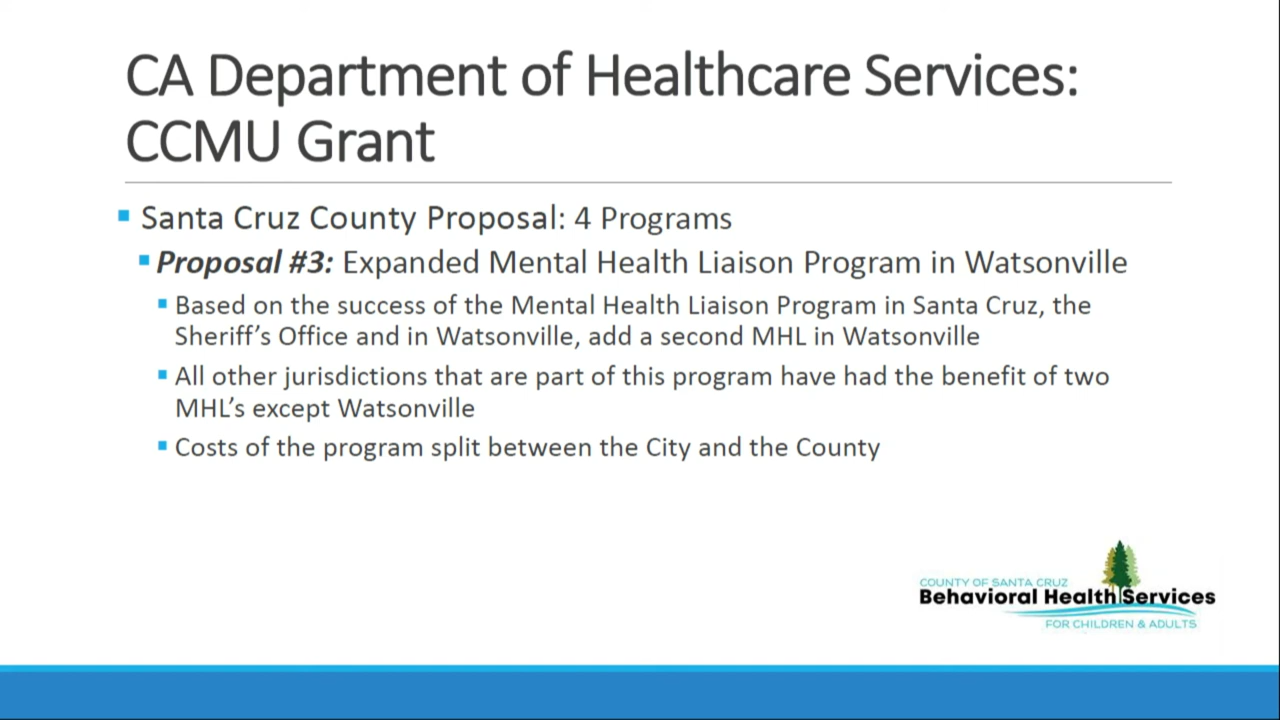 CA Department of Healthcare Services:
CCMU Grant
Santa Cruz County Proposal: 4 Programs
Proposal #3: Expanded Mental Health Liaison Program in Watsonville
Based on the success of the Mental Health Liaison Program in Santa Cruz, the
Sheriff's Office and in Watsonville, add a second MHL in Watsonville
All other jurisdictions that are part of this program have had the benefit of two
MHL's except Watsonville
Costs of the program split between the City and the County
COUNTY OF SANTA CRUZ
Behavioral Health Services
FOR CHILDREN & ADULTS